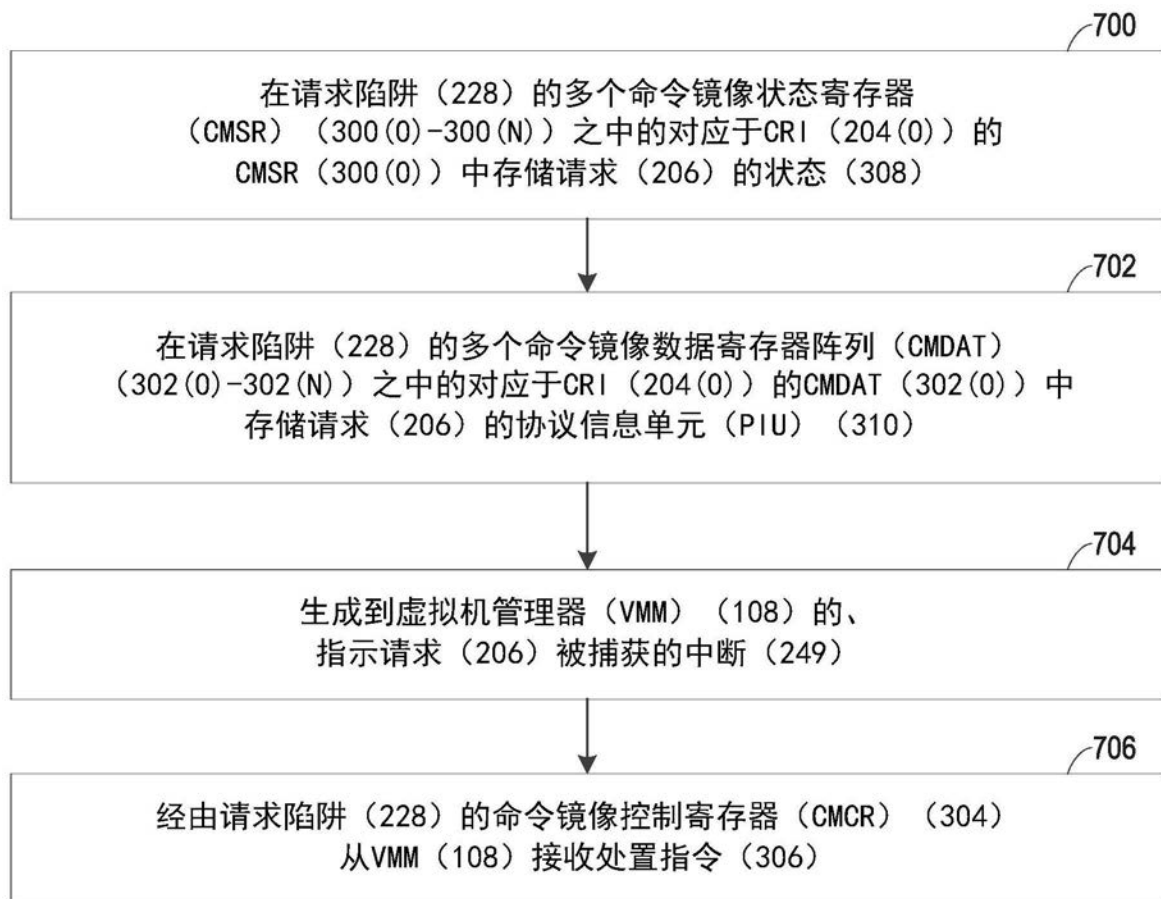 700
在请求陷阱（228）的多个命令镜像状态寄存器
（CMSR）（300(0)-300(N)）之中的对应于CRI（204(0)）的
CMSR（300(0)）中存储请求（206）的状态（308）
702
在请求陷阱（228）的多个命令镜像数据寄存器阵列（CMDAT）
（302(0)-302(N)）之中的对应于CRI（204(0)）的CMDAT（302(0)）中
存储请求（206）的协议信息单元（PIU）（310）
704
生成到虚拟机管理器（VMM）（108）的、
指示请求（206）被捕获的中断（249）
706
经由请求陷阱（228）的命令镜像控制寄存器（CMCR）（304）
从VMM（108）接收处置指令（306）